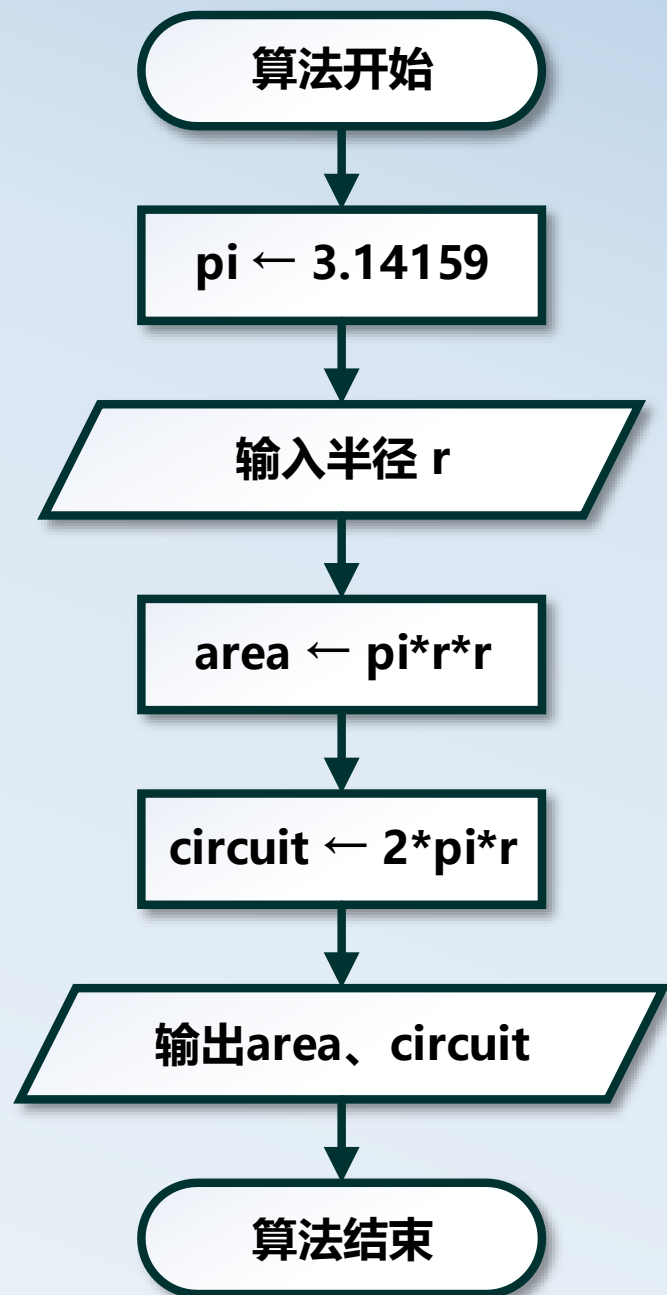 算法开始
pi ← 3.14159
输入半径 r
area ← pi*r*r
circuit ← 2*pi*r
输出area、circuit
算法结束